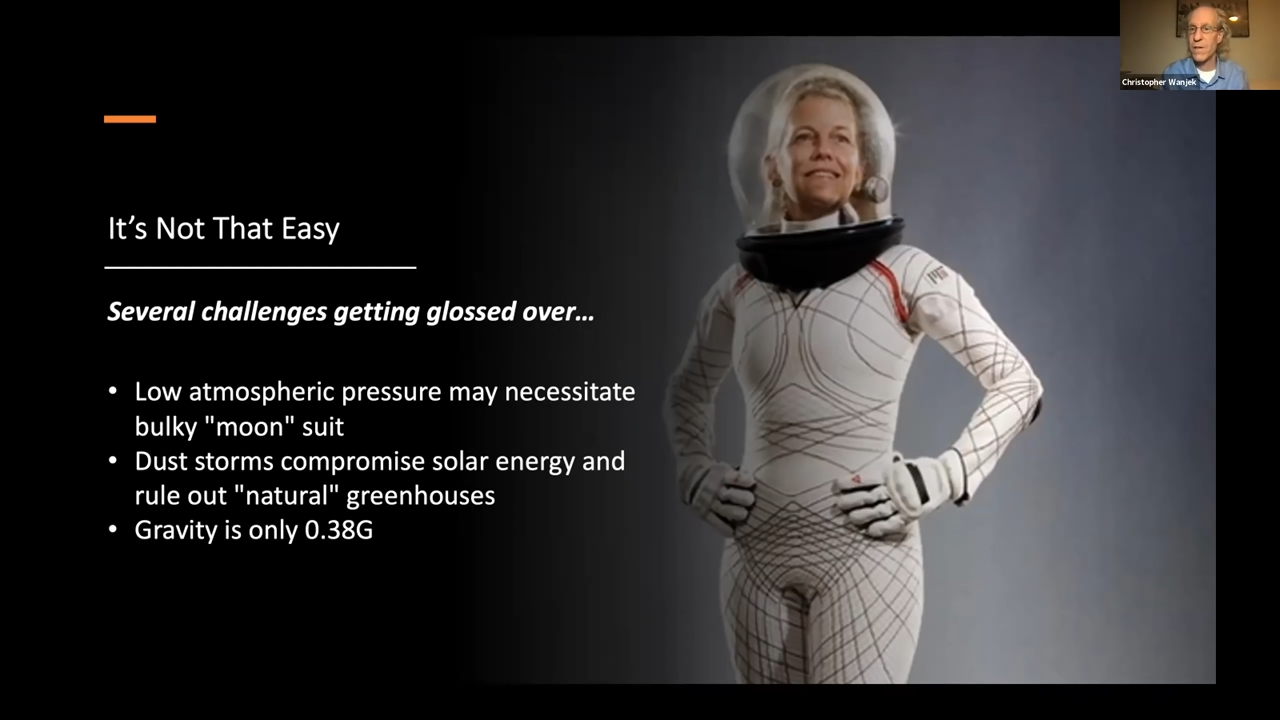 Christopher Wanjek
It’s Not That Easy
Several challenges getting glossed over…
• Low atmospheric pressure may necessitate
bulky "moon" suit
• Dust storms compromise solar energy and
rule out "natural" greenhouses
• Gravity is only 0.38G
MIT